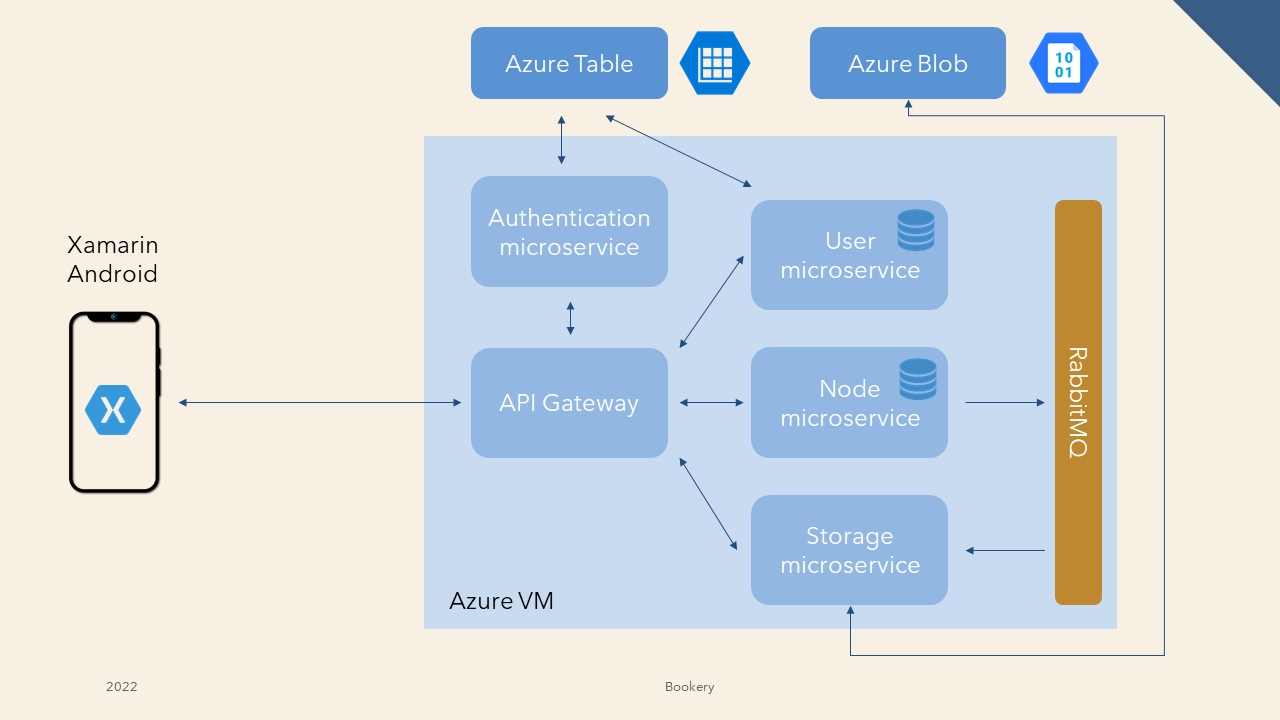 Azure Table
Azure Blob
10
01
Authentication
microservice
User
microservice
Xamarin
Android
X
API Gateway
Node
microservice
RabbitMQ
Storage
microservice
Azure VM
2022
Bookery